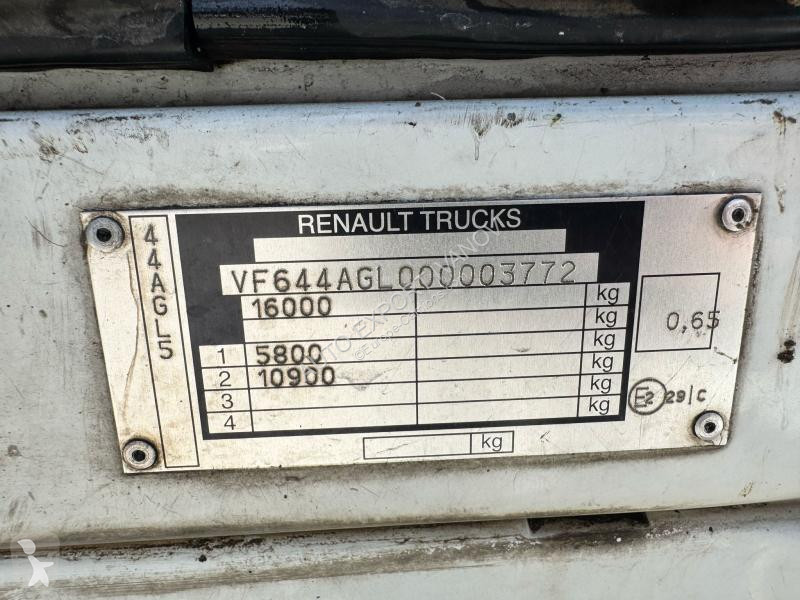 RENAULT TRUCKS
44AGL5
VF644AGL000003772
16000 kg
kg
1 5800 kg
2 10900 kg
3 kg
4 kg
kg
0,65
E2 29/C